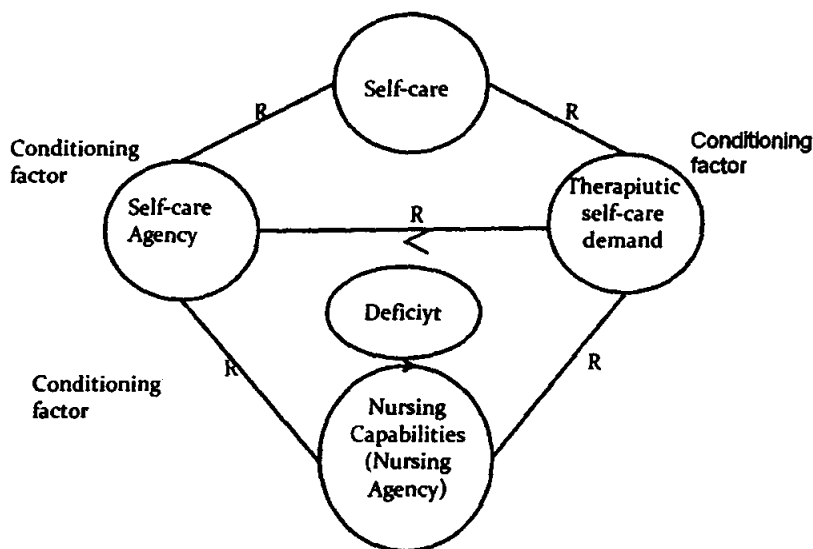 Self-care
R
R
Conditioning
factor
Conditioning
factor
Self-care
Agency
R
<
Therapiutic
self-care
demand
Deficiyt
R
R
Conditioning
factor
Nursing
Capabilities
(Nursing
Agency)